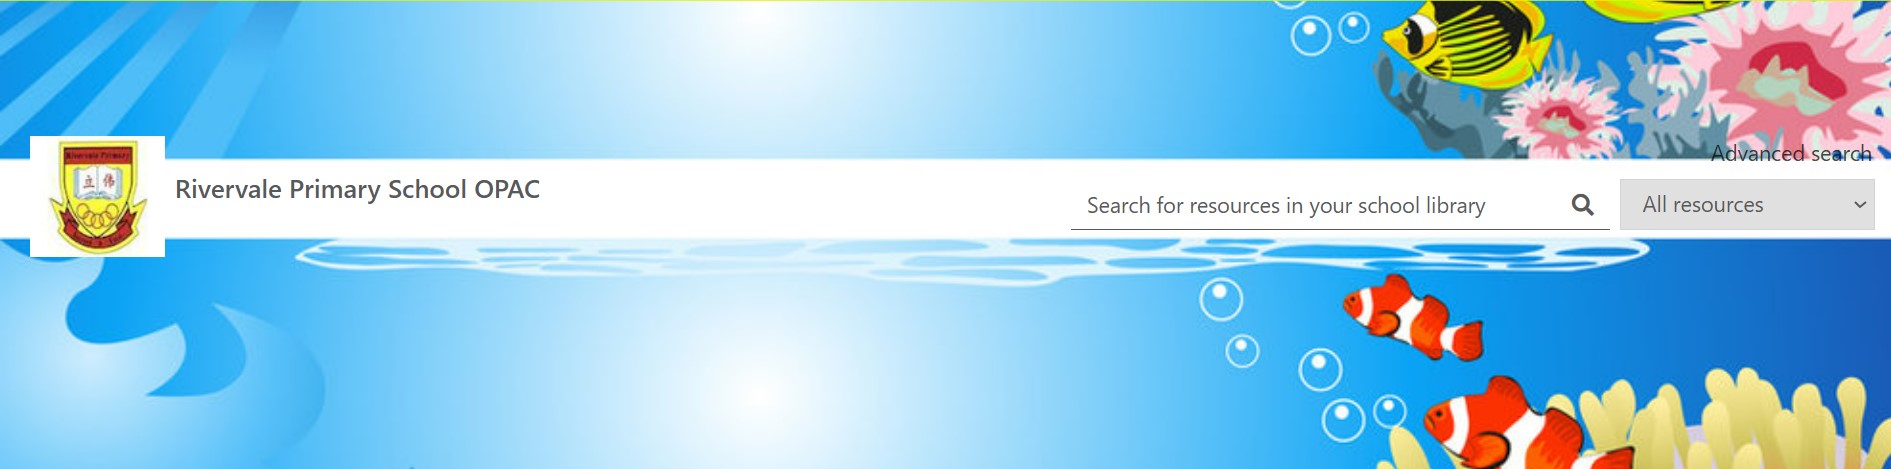 Advanced search
Rivervale Primary
立 伟
Rivervale Primary School OPAC
Search for resources in your school library
All resources